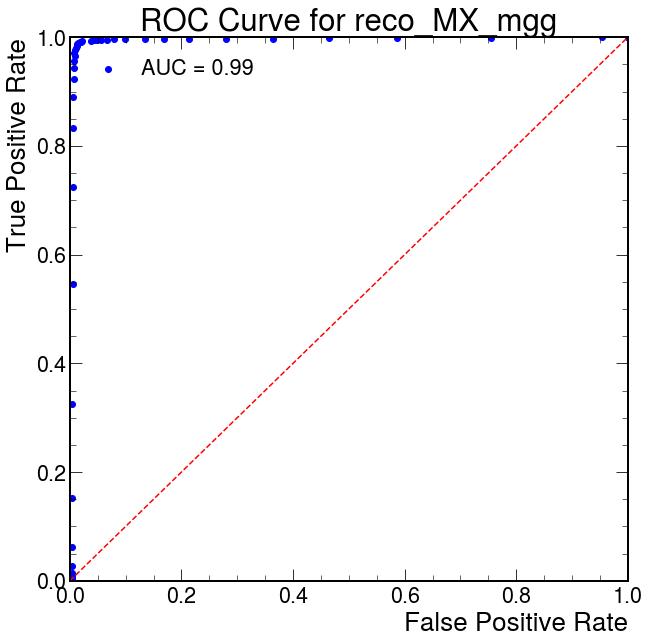 ROC Curve for reco_MX_mgg
AUC = 0.99
True Positive Rate
1.0
0.8
0.6
0.4
0.2
0.0
0.0 0.2 0.4 0.6 0.8 1.0
False Positive Rate